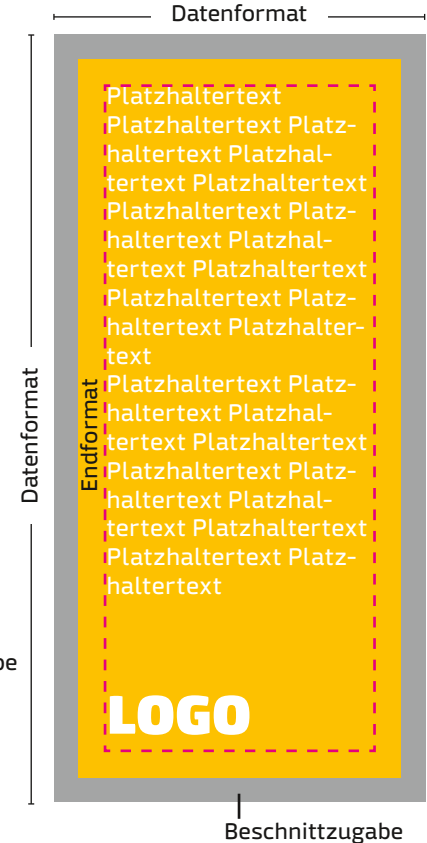 Datenformat
Platzhaltertext
Platzhaltertext Platz-
haltertext Platzhal-
tertext Platzhaltertext
Platzhaltertext Platz-
haltertext Platzhal-
tertext Platzhaltertext
Platzhaltertext Platz-
haltertext Platzhalter-
text
Platzhaltertext Platz-
haltertext Platzhal-
tertext Platzhaltertext
Platzhaltertext Platz-
haltertext Platzhal-
tertext Platzhaltertext
Platzhaltertext Platz-
haltertext
Datenformat
Endformat
LOGO
Beschnittzugabe